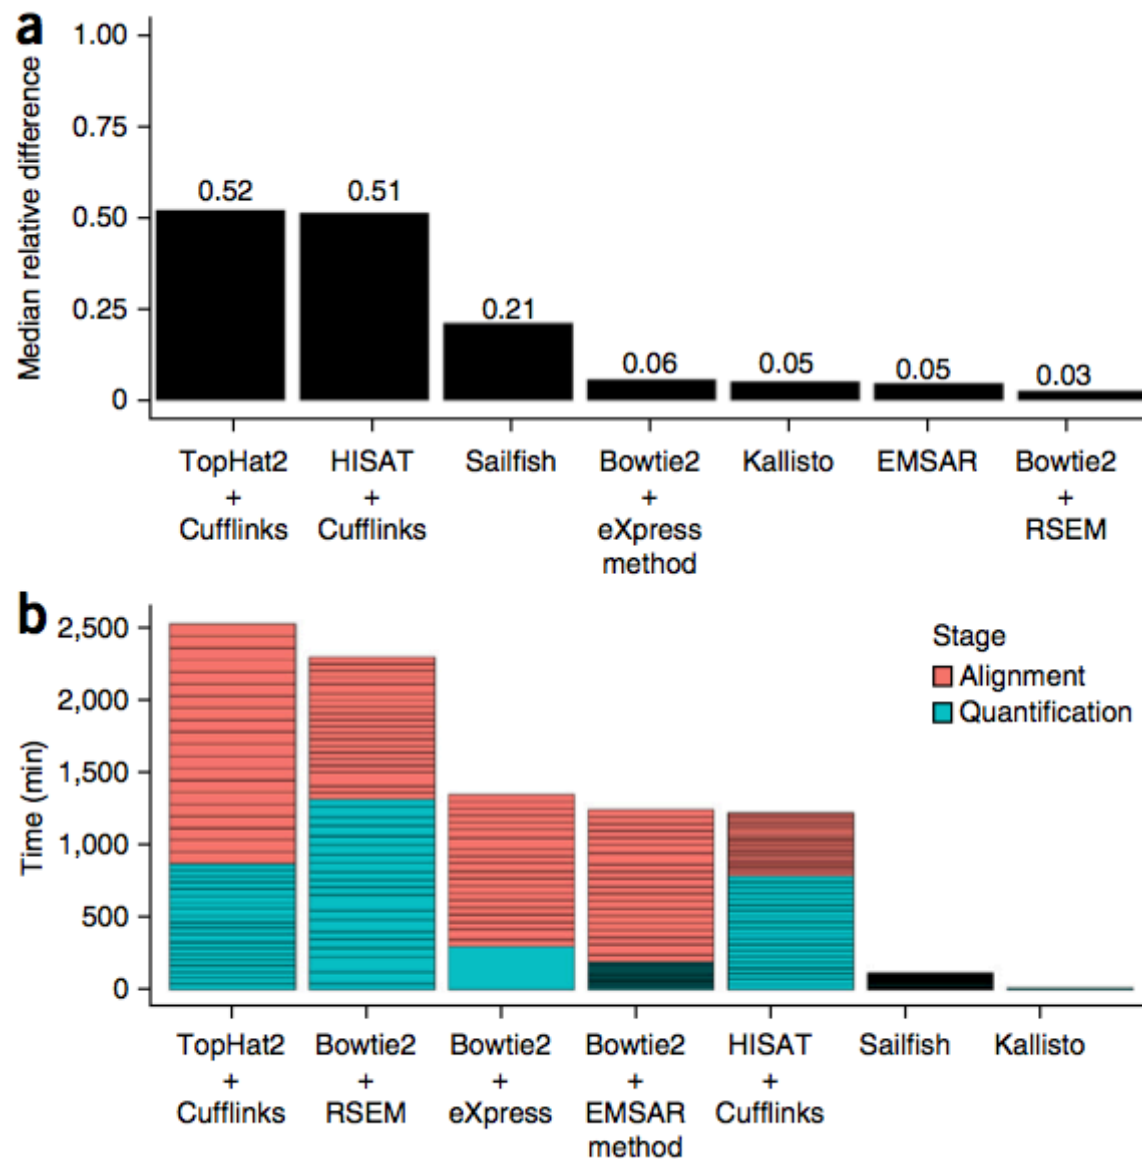 a
Median relative difference
1.00
0.75
0.50
0.25
0
0.52
0.51
0.21
0.06
0.05
0.05
0.03
TopHat2
+
Cufflinks
HISAT
+
Cufflinks
Sailfish
Bowtie2
+
eXpress
method
Kallisto
EMSAR
Bowtie2
+
RSEM
b
Time (min)
2,500
2,000
1,500
1,000
500
0
Stage
Alignment
Quantification
TopHat2
+
Cufflinks
Bowtie2
+
RSEM
Bowtie2
+
eXpress
Bowtie2
+
EMSAR
method
HISAT
+
Cufflinks
Sailfish
Kallisto